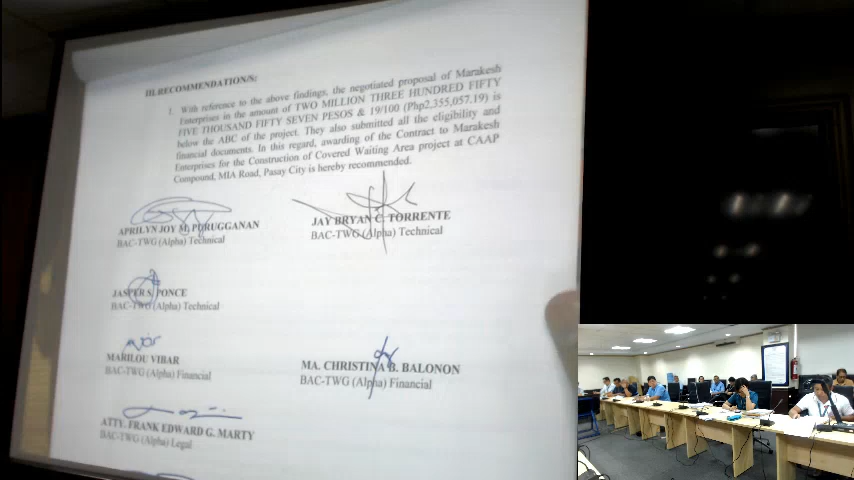 III. RECOMMENDATION/S:
1. With reference to the above findings, the negotiated proposal of Marakesh
Enterprises in the amount of TWO MILLION THREE HUNDRED FIFTY
FIVE THOUSAND FIFTY SEVEN PESOS & 19/100 (Php2,355,057.19) is
below the ABC of the project. They also submitted all the eligibility and
financial documents. In this regard, awarding of the Contract to Marakesh
Enterprises for the Construction of Covered Waiting Area project at CAAP
Compound, MIA Road, Pasay City is hereby recommended.
APRILYN JOY M. PURUGGANAN
BAC-TWG (Alpha) Technical
JAY BRYAN C. TORRENTE
BAC-TWG (Alpha) Technical
JASPER S. PONCE
BAC-TWG (Alpha) Technical
MARILOU VIBAR
BAC-TWG (Alpha) Financial
MA. CHRISTINA B. BALONON
BAC-TWG (Alpha) Financial
ATTY. FRANK EDWARD G. MARTY
BAC-TWG (Alpha) Legal